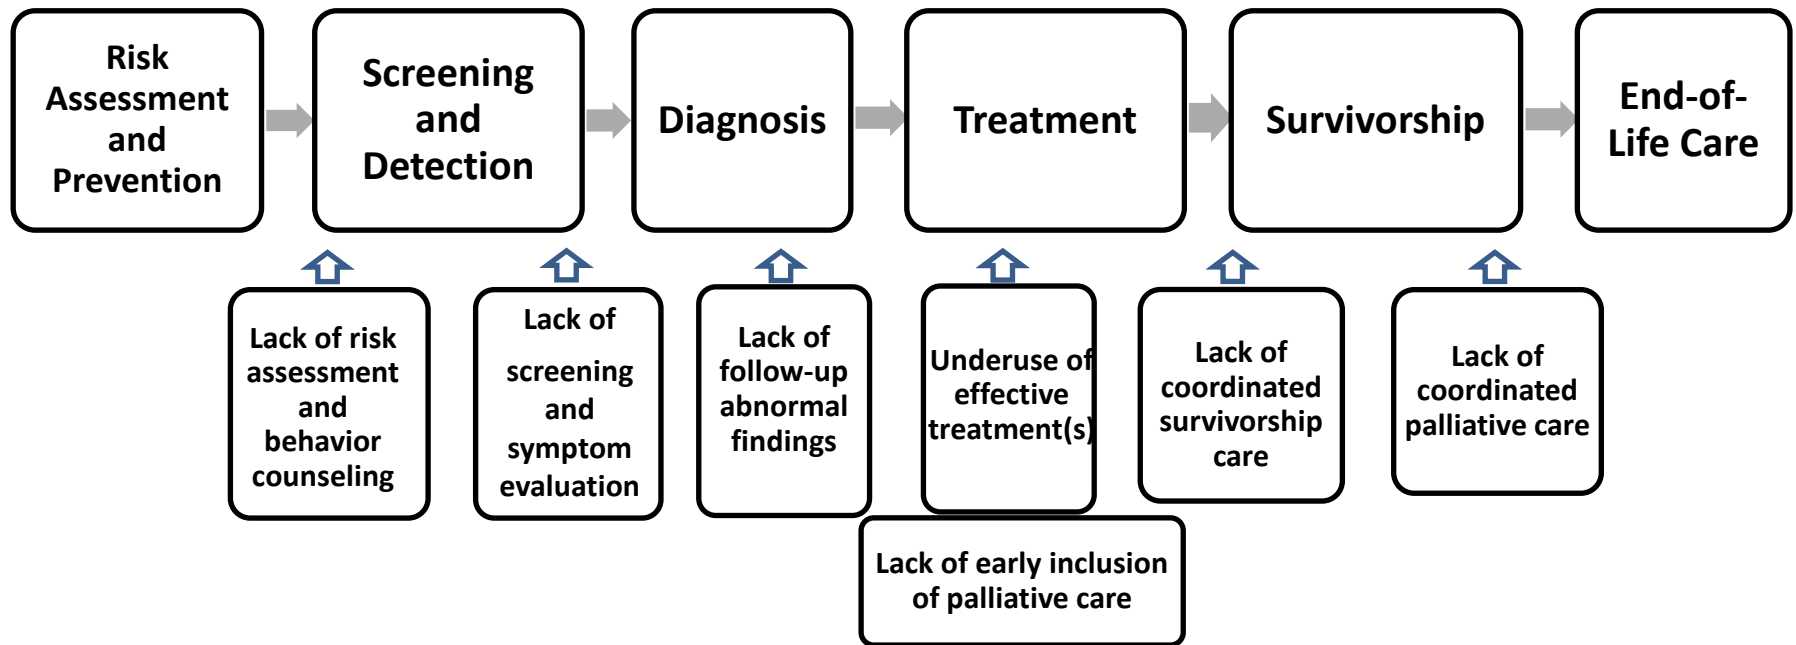 Risk
Assessment
and
Prevention
Screening
and
Detection
Diagnosis
Treatment
Survivorship
End-of-
Life Care
Lack of risk
assessment
and
behavior
counseling
Lack of
screening
and
symptom
evaluation
Lack of
follow-up
abnormal
findings
Underuse of
effective
treatment(s)
Lack of
coordinated
survivorship
care
Lack of
coordinated
palliative care
Lack of early inclusion
of palliative care